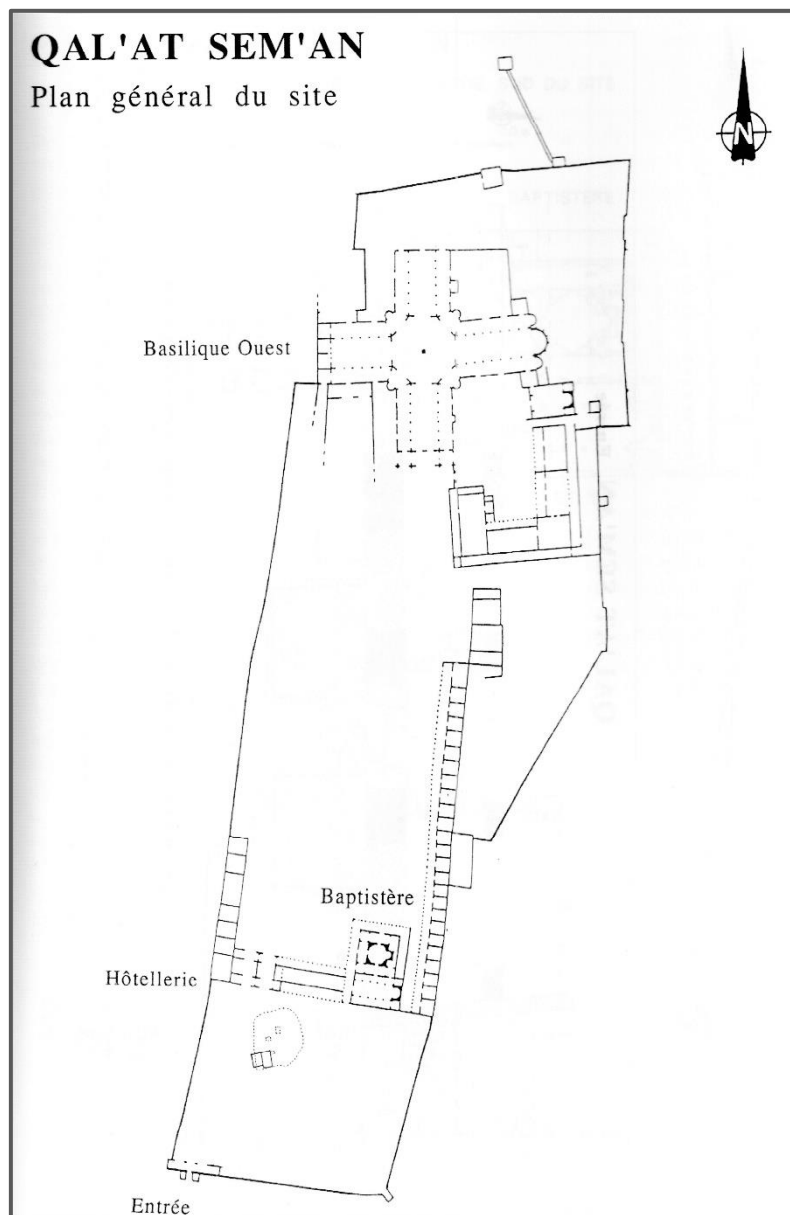 QAL'AT SEM'AN
Plan général du site
N
Basilique Ouest
Baptistère
Hôtellerie
Entrée